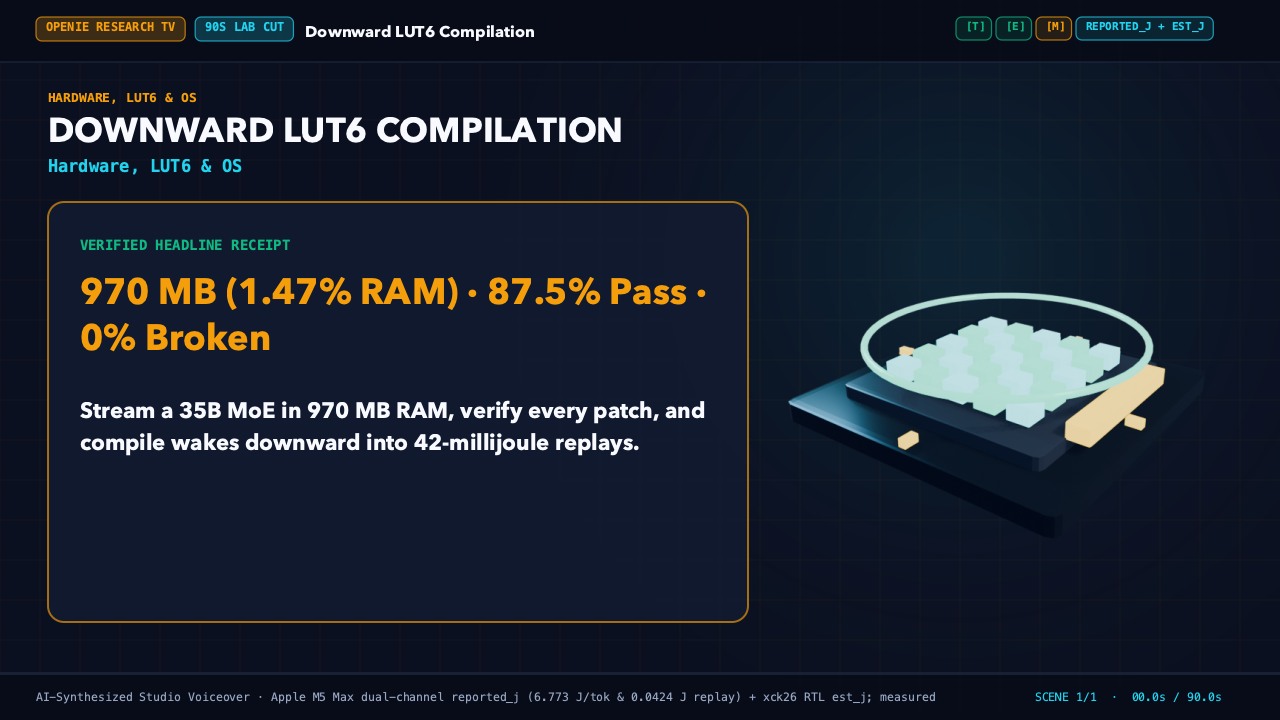 OPENIE RESEARCH TV
90S LAB CUT
Downward LUT6 Compilation
[T]
[E]
[M]
REPORTED_J + EST_J
HARDWARE, LUT6 & OS
DOWNWARD LUT6 COMPILATION
Hardware, LUT6 & OS
VERIFIED HEADLINE RECEIPT
970 MB (1.47% RAM) · 87.5% Pass ·
0% Broken
Stream a 35B MoE in 970 MB RAM, verify every patch, and
compile wakes downward into 42-millijoule replays.
AI–Synthesized Studio Voiceover · Apple M5 Max dual–channel reported_j (6.773 J/tok & 0.0424 J replay) + xck26 RTL est_j; measured
SCENE 1/1 · 00.0s / 90.0s